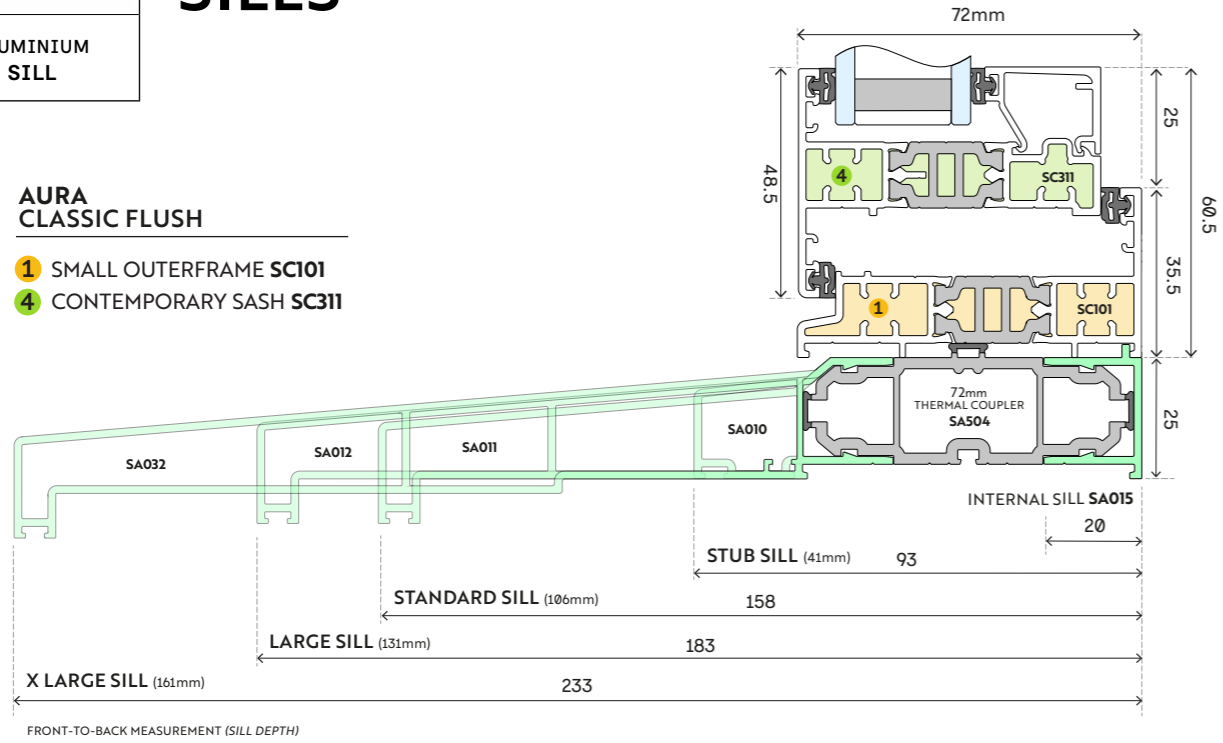 SILLS
UMINIUM
SILL
72mm
AURA
CLASSIC FLUSH
1 SMALL OUTERFRAME SC101
4 CONTEMPORARY SASH SC311
4
SC311
1
SC101
48.5
25
35.5
60.5
25
72mm
THERMAL COUPLER
SA504
SA032
SA012
SA011
SA010
INTERNAL SILL SA015
20
STUB SILL (41mm) 93
STANDARD SILL (106mm) 158
LARGE SILL (131mm) 183
X LARGE SILL (161mm) 233
FRONT-TO-BACK MEASUREMENT (SILL DEPTH)